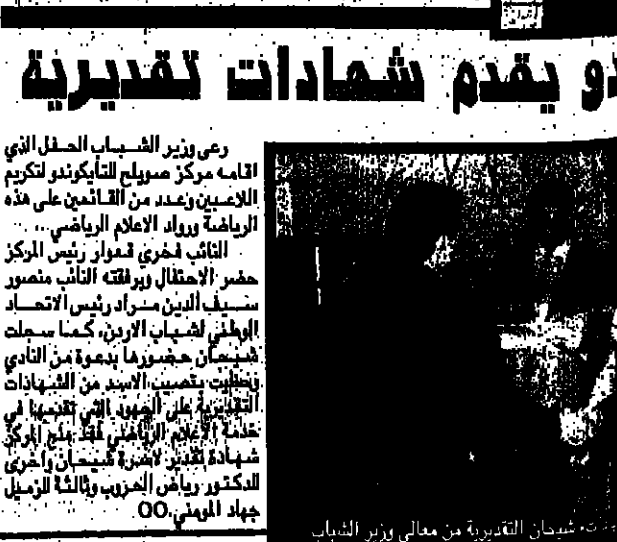 دو يقدم شهادات تقديرية
رعى وزير الشباب الحفل الذي
اقامه مركز صويلح للتايكوندو لتكريم
اللاعبين وعدد من القائمين على هذه
الرياضة ورواد الاعلام الرياضي...
النائب فخري قعوار رئيس المركز
حضر الاحتفال وبرفقته النائب منصور
سيف الدين مراد رئيس الاتحاد
الوطني لشباب الاردن، كما سجلت
شيحان حضورها بدعوة من النادي
وحظيت بنصيب الاسد من الشهادات
التقديرية على الجهود التي تقدمها في
خدمة الاعلام الرياضي فقد منح المركز
شهادة تقدير لاسرة شيحان واخرى
للدكتور رياض الحروب وثالثة للزميل
جهاد المومني.OO
شيحان التقديرية من معالي وزير الشباب